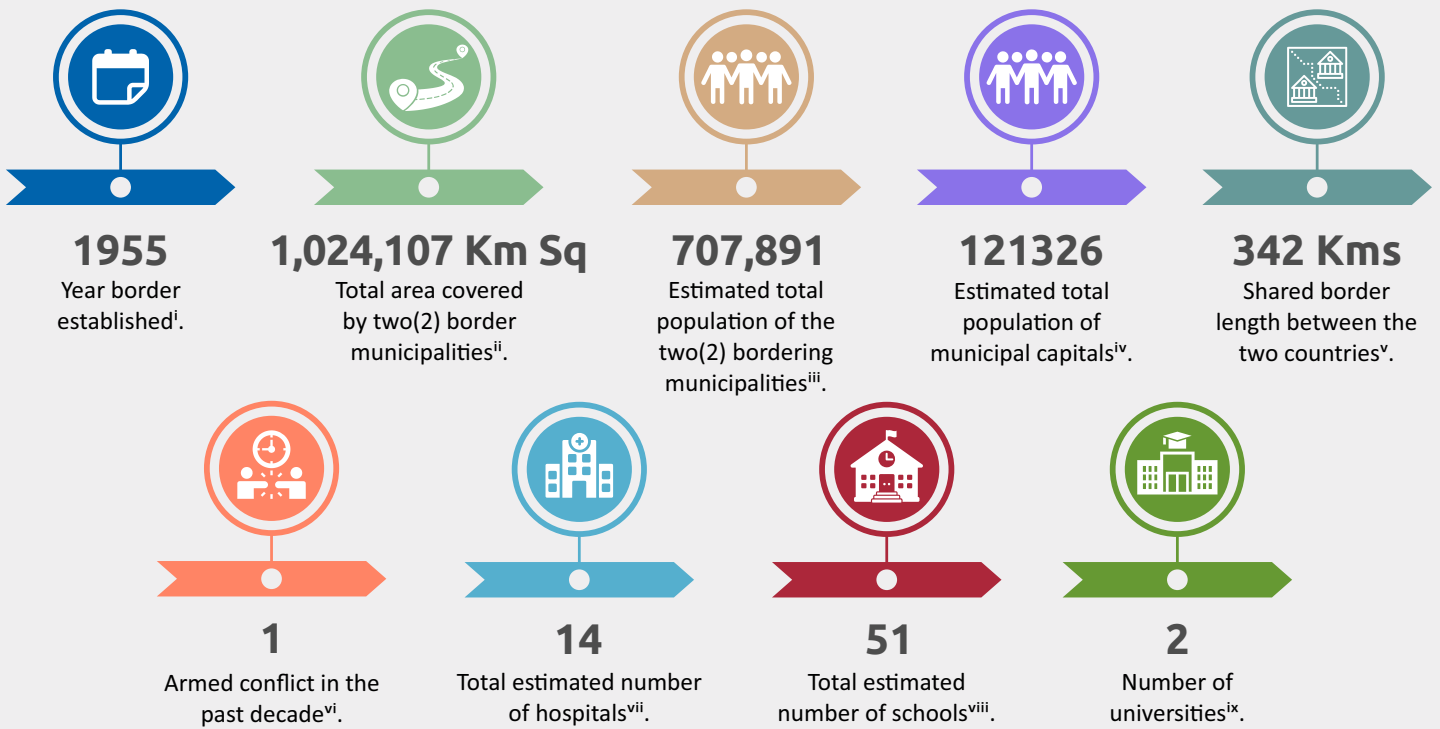 1955
Year border
establishedⁱ.
1,024,107 Km Sq
Total area covered
by two(2) border
municipalitiesⁱⁱ.
707,891
Estimated total
population of the
two(2) bordering
municipalitiesⁱⁱⁱ.
121326
Estimated total
population of
municipal capitalsⁱᵛ.
342 Kms
Shared border
length between the
two countriesᵛ.
1
Armed conflict in the
past decadeᵛⁱ.
14
Total estimated number
of hospitalsᵛⁱⁱ.
51
Total estimated
number of schoolsᵛⁱⁱⁱ.
2
Number of
universitiesⁱˣ.